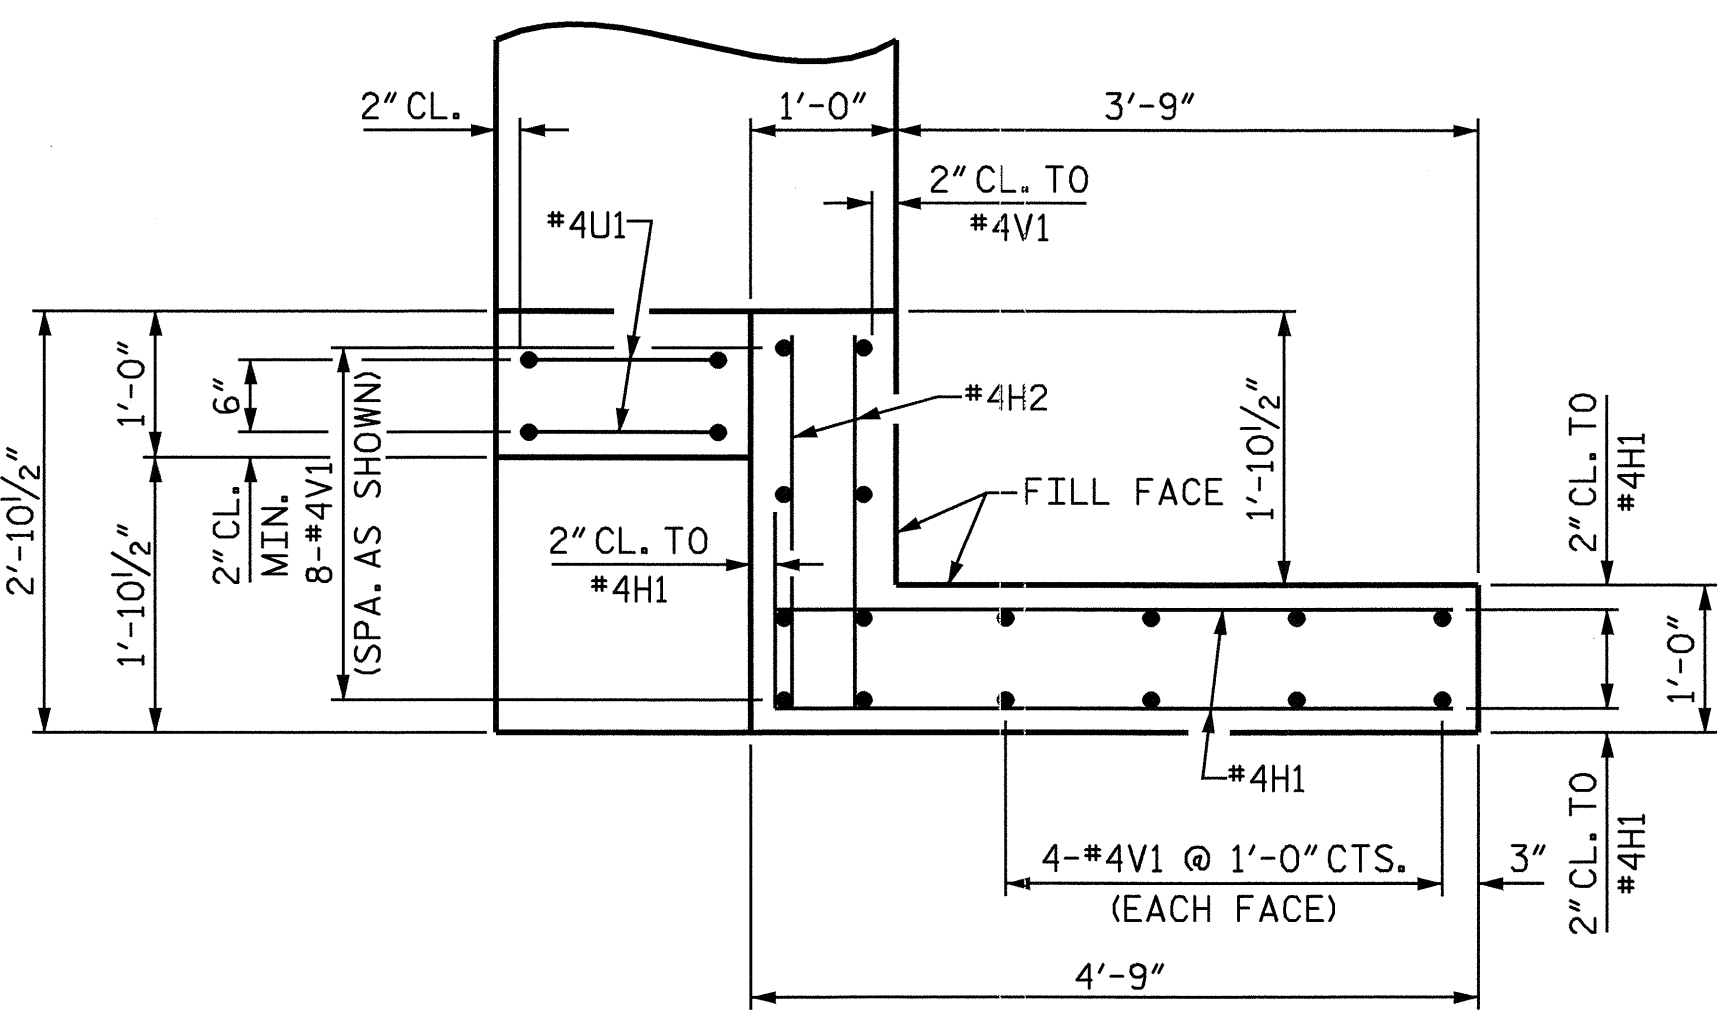 2" CL.
1'-0"
3'-9"
2" CL. TO
#4V1
#4U1
#4H2
1'-0"
6"
2'-10½"
1'-10½"
2" CL.
MIN.
8-#4V1
(SPA. AS SHOWN)
FILL FACE
1'-10½"
2" CL. TO
#4H1
2" CL. TO
#4H1
1'-0"
#4H1
4-#4V1 @ 1'-0" CTS.
(EACH FACE)
3"
2" CL. TO
#4H1
4'-9"